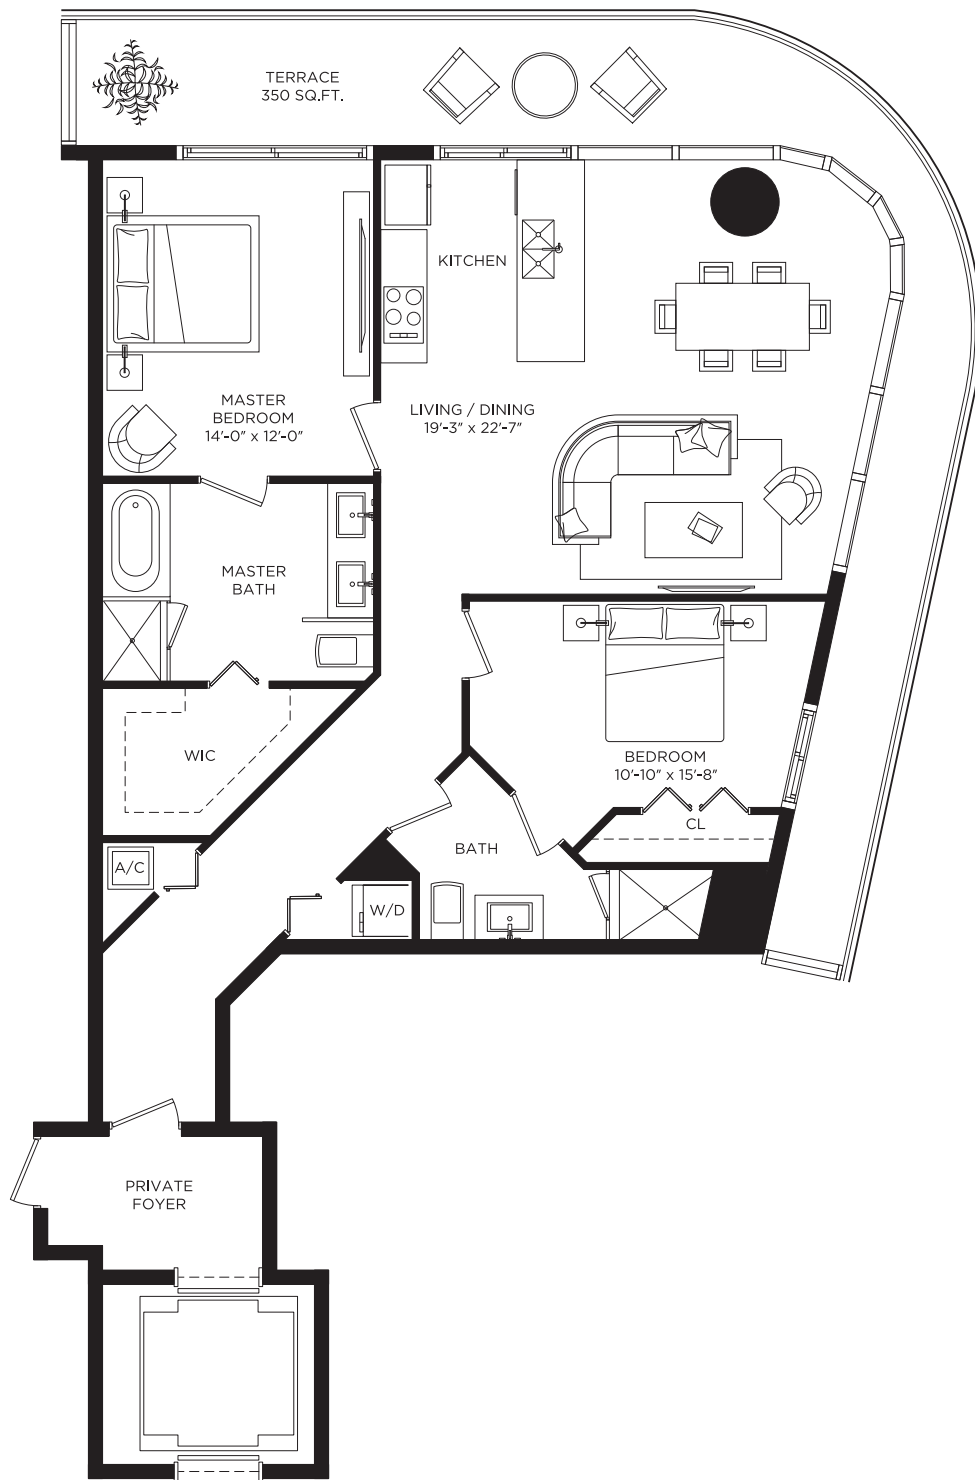 TERRACE
350 SQ.FT.
KITCHEN
MASTER
BEDROOM
14'-0" x 12'-0"
LIVING / DINING
19'-3" x 22'-7"
MASTER
BATH
WIC
BEDROOM
10'-10" x 15'-8"
CL
BATH
A/C
W/D
PRIVATE
FOYER